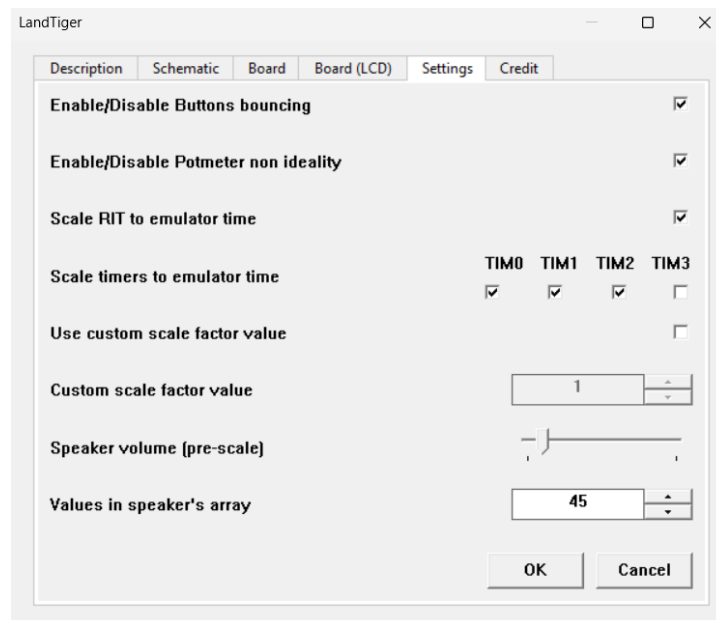 LandTiger
Description Schematic Board Board (LCD) Settings Credit
Enable/Disable Buttons bouncing
Enable/Disable Potmeter non ideality
Scale RIT to emulator time
TIM0 TIM1 TIM2 TIM3
Scale timers to emulator time
Use custom scale factor value
Custom scale factor value 1
Speaker volume (pre-scale)
Values in speaker's array 45
OK Cancel